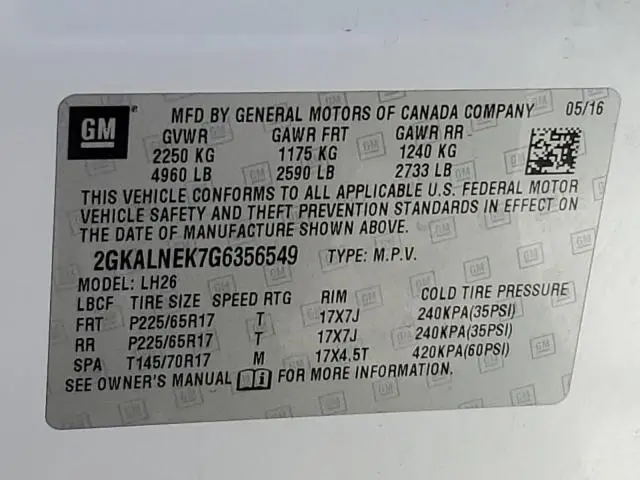 GM MFD BY GENERAL MOTORS OF CANADA COMPANY 05/16
GVWR GAWR FRT GAWR RR
2250 KG 1175 KG 1240 KG
4960 LB 2590 LB 2733 LB
THIS VEHICLE CONFORMS TO ALL APPLICABLE U.S. FEDERAL MOTOR
VEHICLE SAFETY AND THEFT PREVENTION STANDARDS IN EFFECT ON
THE DATE OF MANUFACTURE SHOWN ABOVE.
2GKALNEK7G6356549 TYPE: M.P.V.
MODEL: LH26
LBCF TIRE SIZE SPEED RTG RIM COLD TIRE PRESSURE
FRT P225/65R17 T 17X7J 240KPA(35PSI)
RR P225/65R17 T 17X7J 240KPA(35PSI)
SPA T145/70R17 M 17X4.5T 420KPA(60PSI)
SEE OWNER'S MANUAL FOR MORE INFORMATION.